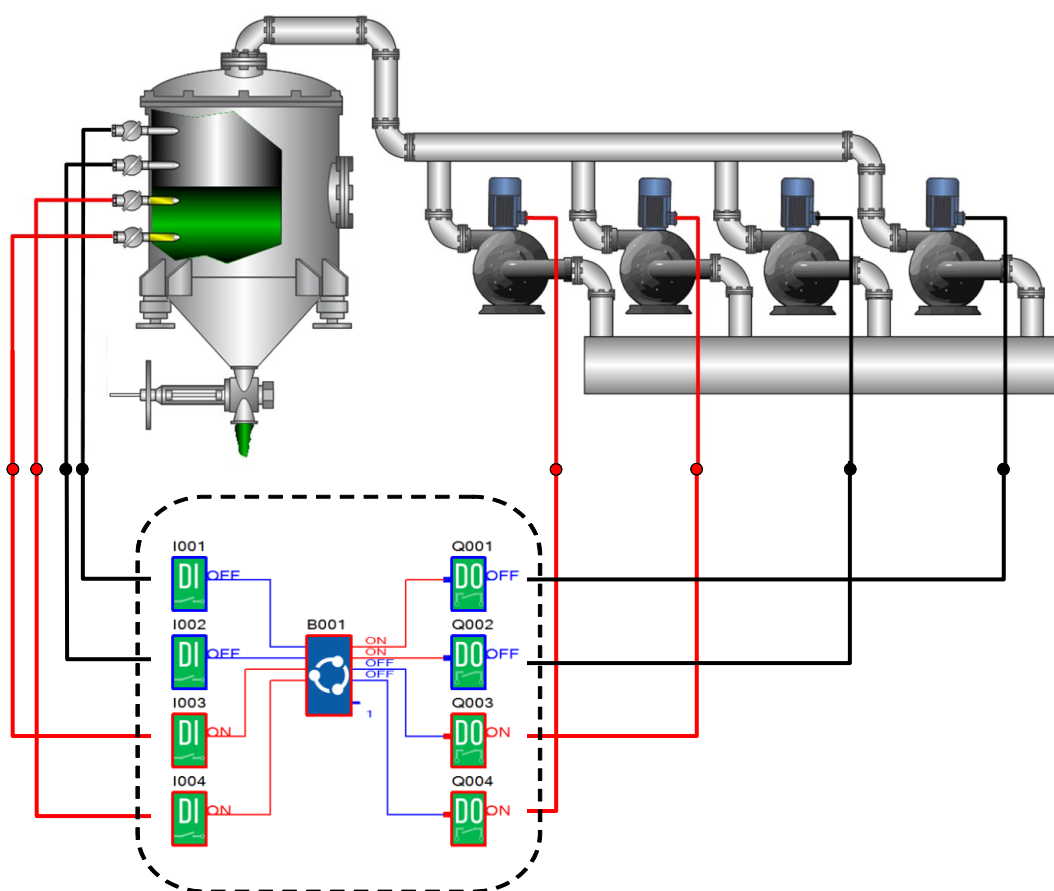 I001
DI
OFF
I002
DI
OFF
I003
DI
ON
I004
DI
ON
B001
ON
ON
OFF
OFF
1
Q001
DO
OFF
Q002
DO
OFF
Q003
DO
ON
Q004
DO
ON